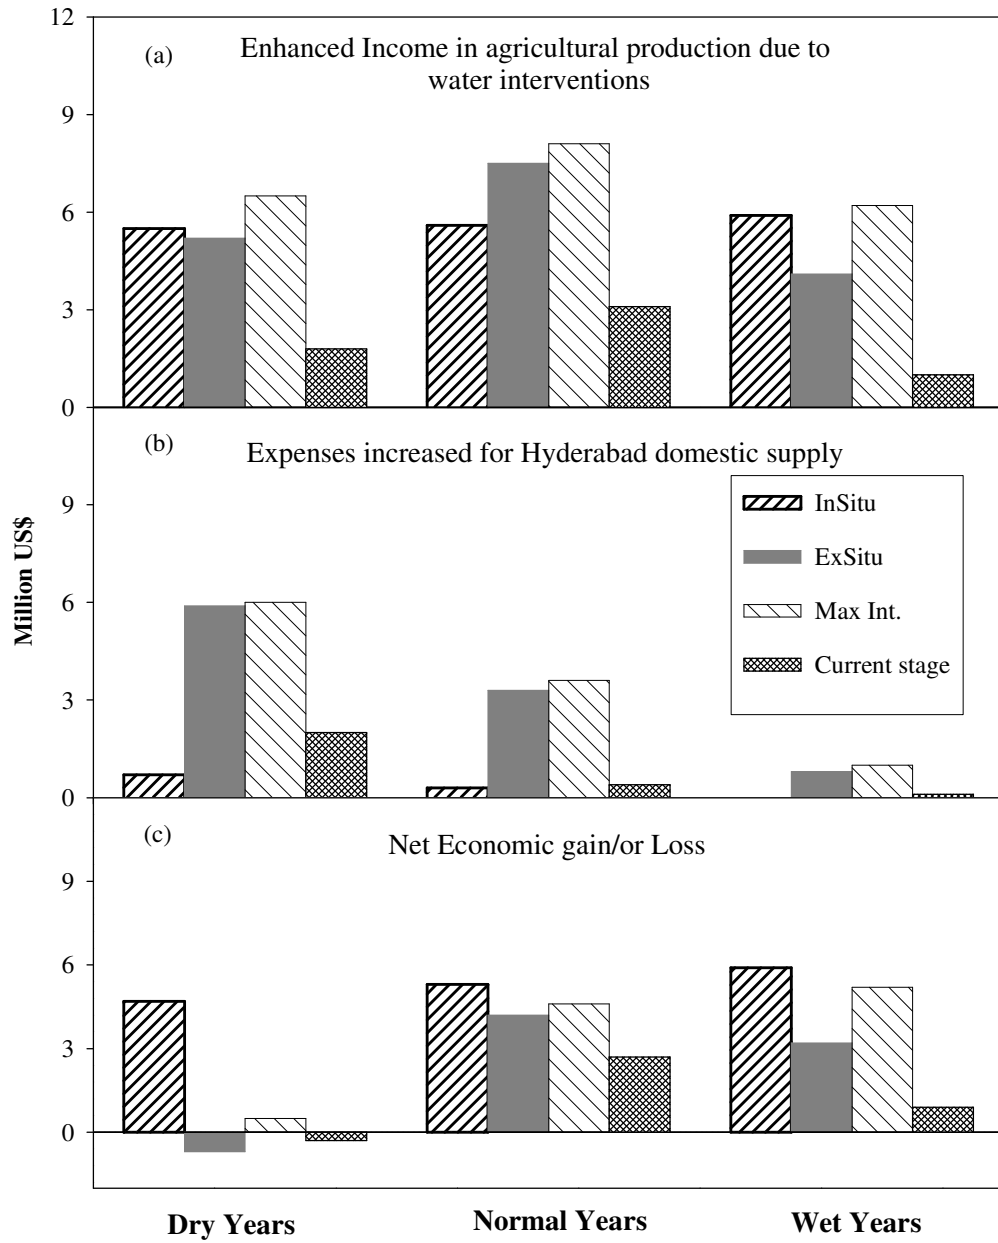 12
(a)
Enhanced Income in agricultural production due to
water interventions
9
6
3
0
(b)
Expenses increased for Hyderabad domestic supply
9
InSitu
ExSitu
Max Int.
Current stage
Million US$
6
3
0
(c)
Net Economic gain/or Loss
9
6
3
0
Dry Years
Normal Years
Wet Years